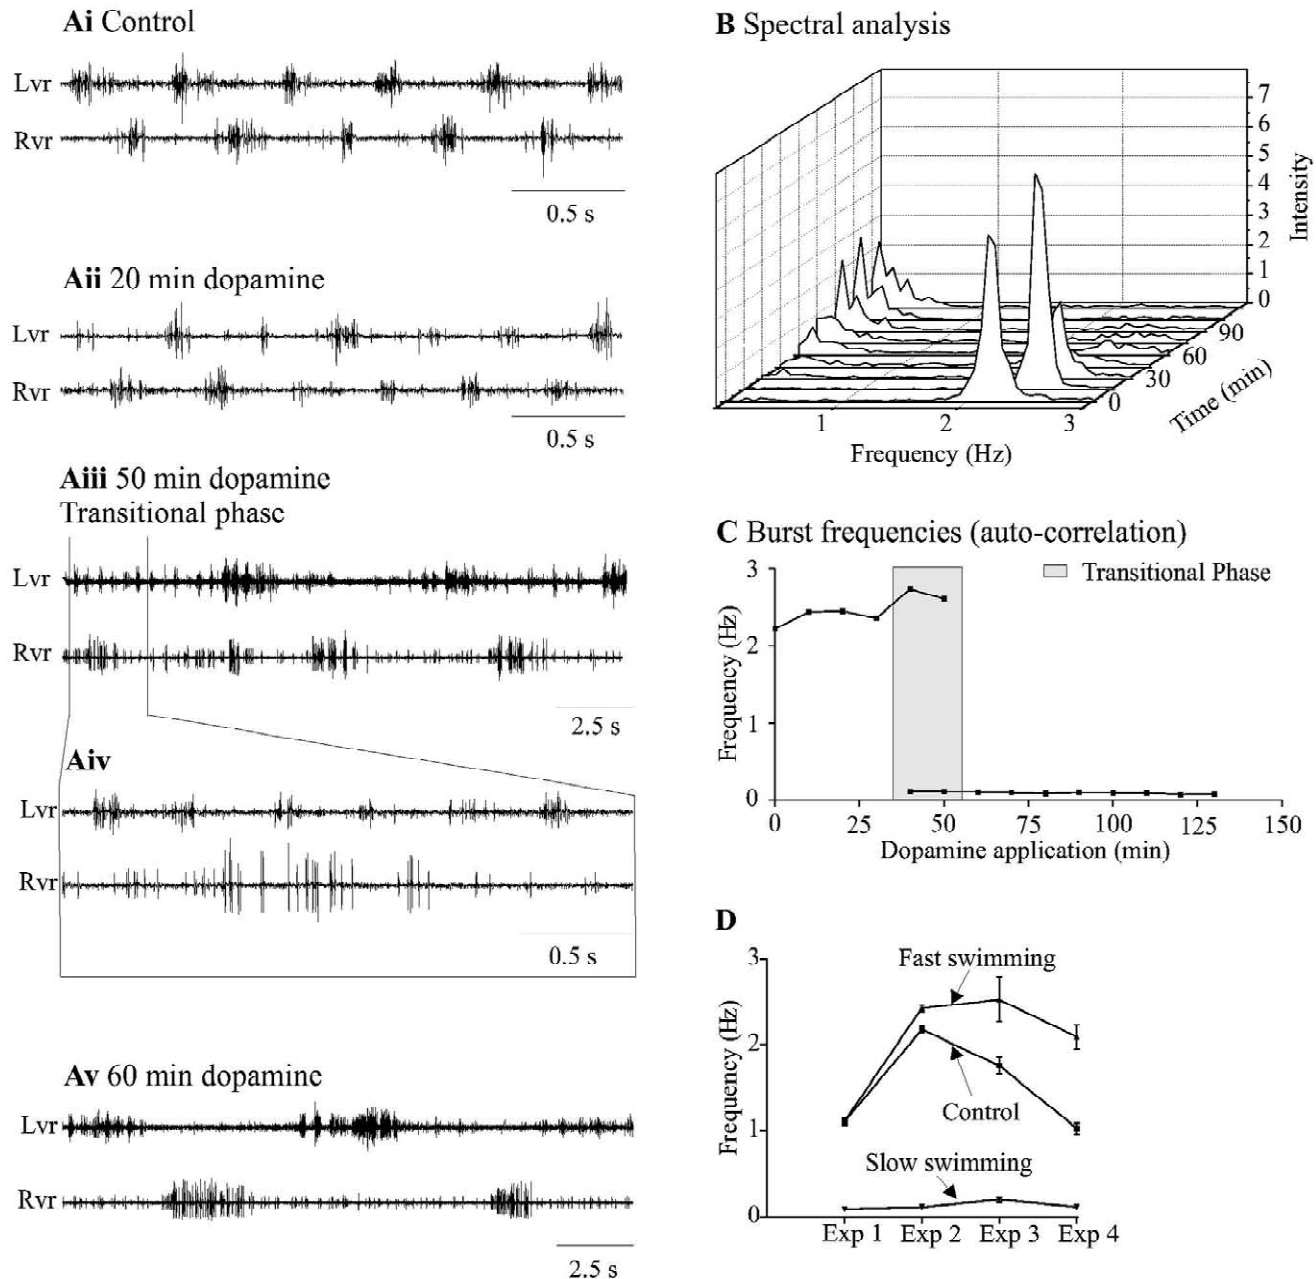 Ai Control
Lvr
Rvr
0.5 s
Aii 20 min dopamine
Lvr
Rvr
0.5 s
Aiii 50 min dopamine
Transitional phase
Lvr
Rvr
2.5 s
Aiv
Lvr
Rvr
0.5 s
Av 60 min dopamine
Lvr
Rvr
2.5 s
B Spectral analysis
7
6
5
4
3
2
1
0
Intensity
90
60
30
0
Time (min)
1 2 3
Frequency (Hz)
C Burst frequencies (auto-correlation)
Transitional Phase
3
2
1
0
Frequency (Hz)
0 25 50 75 100 125 150
Dopamine application (min)
D
3
2
1
0
Frequency (Hz)
Fast swimming
Control
Slow swimming
Exp 1 Exp 2 Exp 3 Exp 4